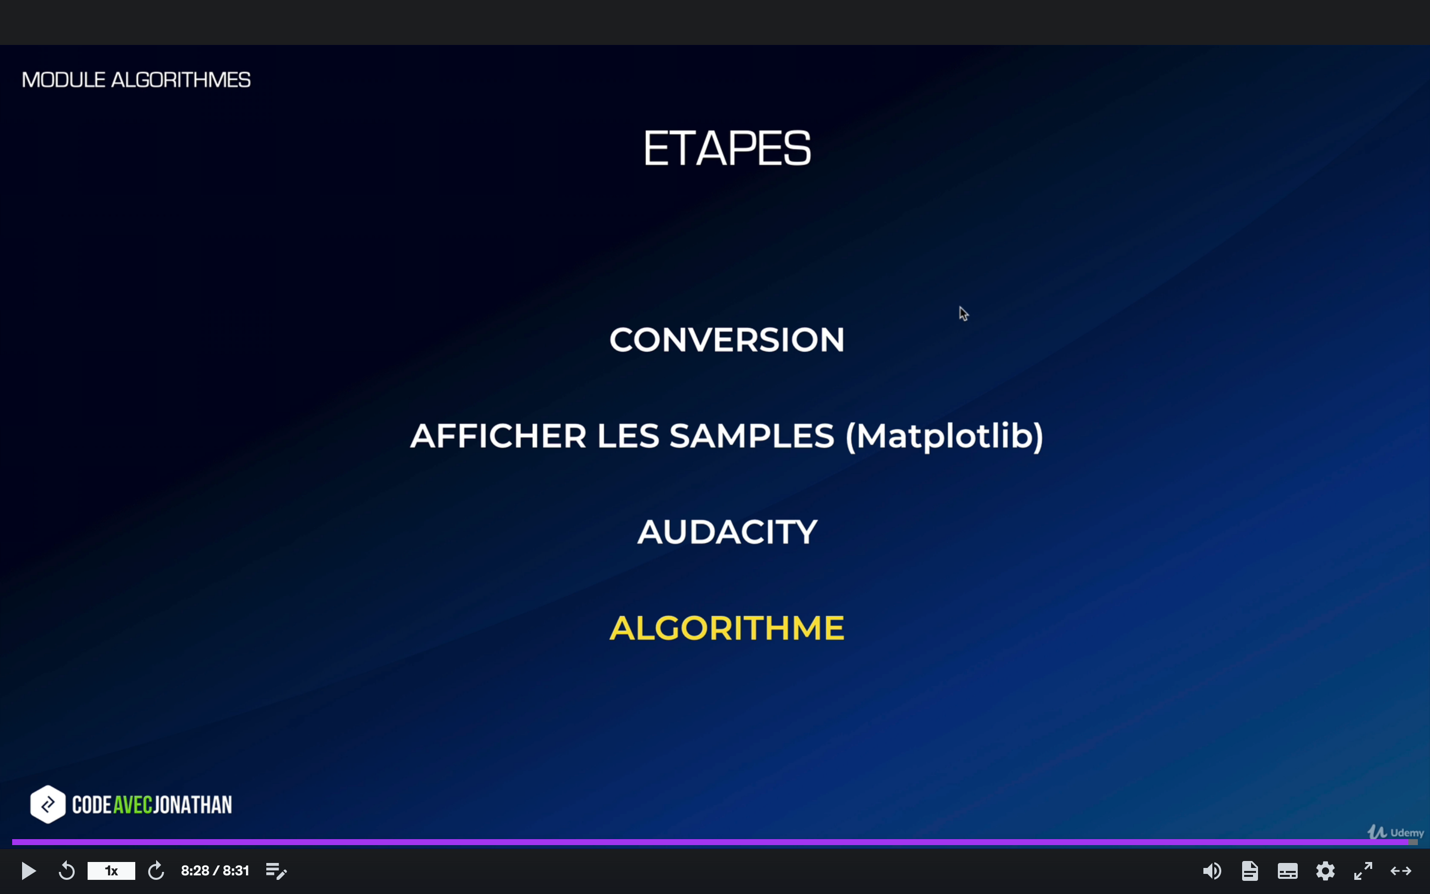 MODULE ALGORITHMES
ETAPES
CONVERSION
AFFICHER LES SAMPLES (Matplotlib)
AUDACITY
ALGORITHME
CODEAVECJONATHAN
Udemy
1x
8:28 / 8:31